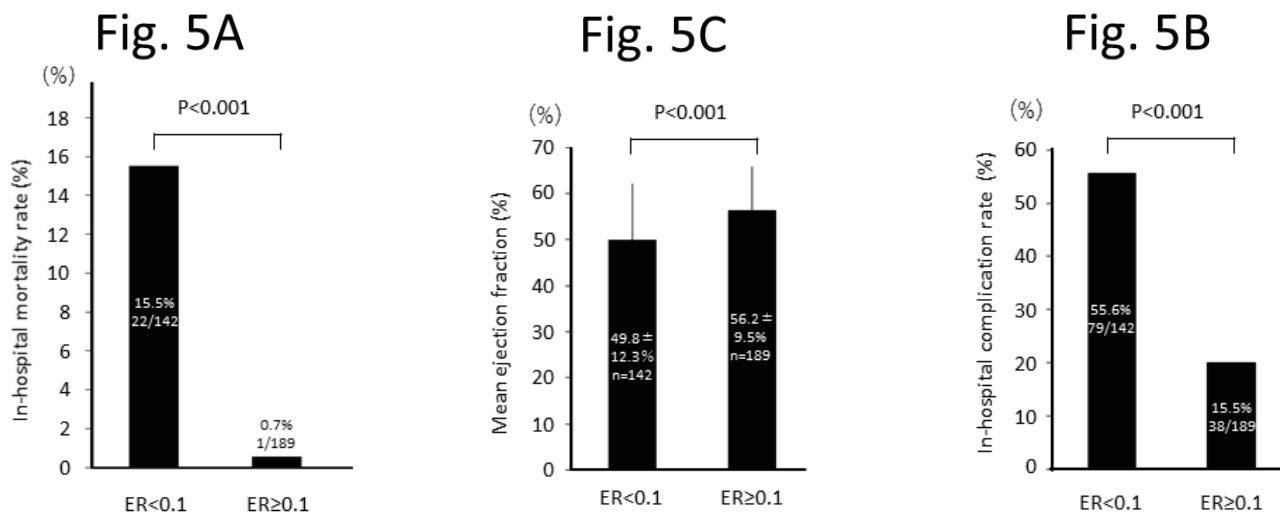 Fig. 5A
(%)
In-hospital mortality rate (%)
18
16
14
12
10
8
6
4
2
0
P<0.001
15.5%
22/142
0.7%
1/189
ER<0.1
ER≥0.1
Fig. 5C
(%)
Mean ejection fraction (%)
70
60
50
40
30
20
10
0
P<0.001
49.8±
12.3%
n=142
56.2±
9.5%
n=189
ER<0.1
ER≥0.1
Fig. 5B
(%)
In-hospital complication rate (%)
60
50
40
30
20
10
0
P<0.001
55.6%
79/142
15.5%
38/189
ER<0.1
ER≥0.1